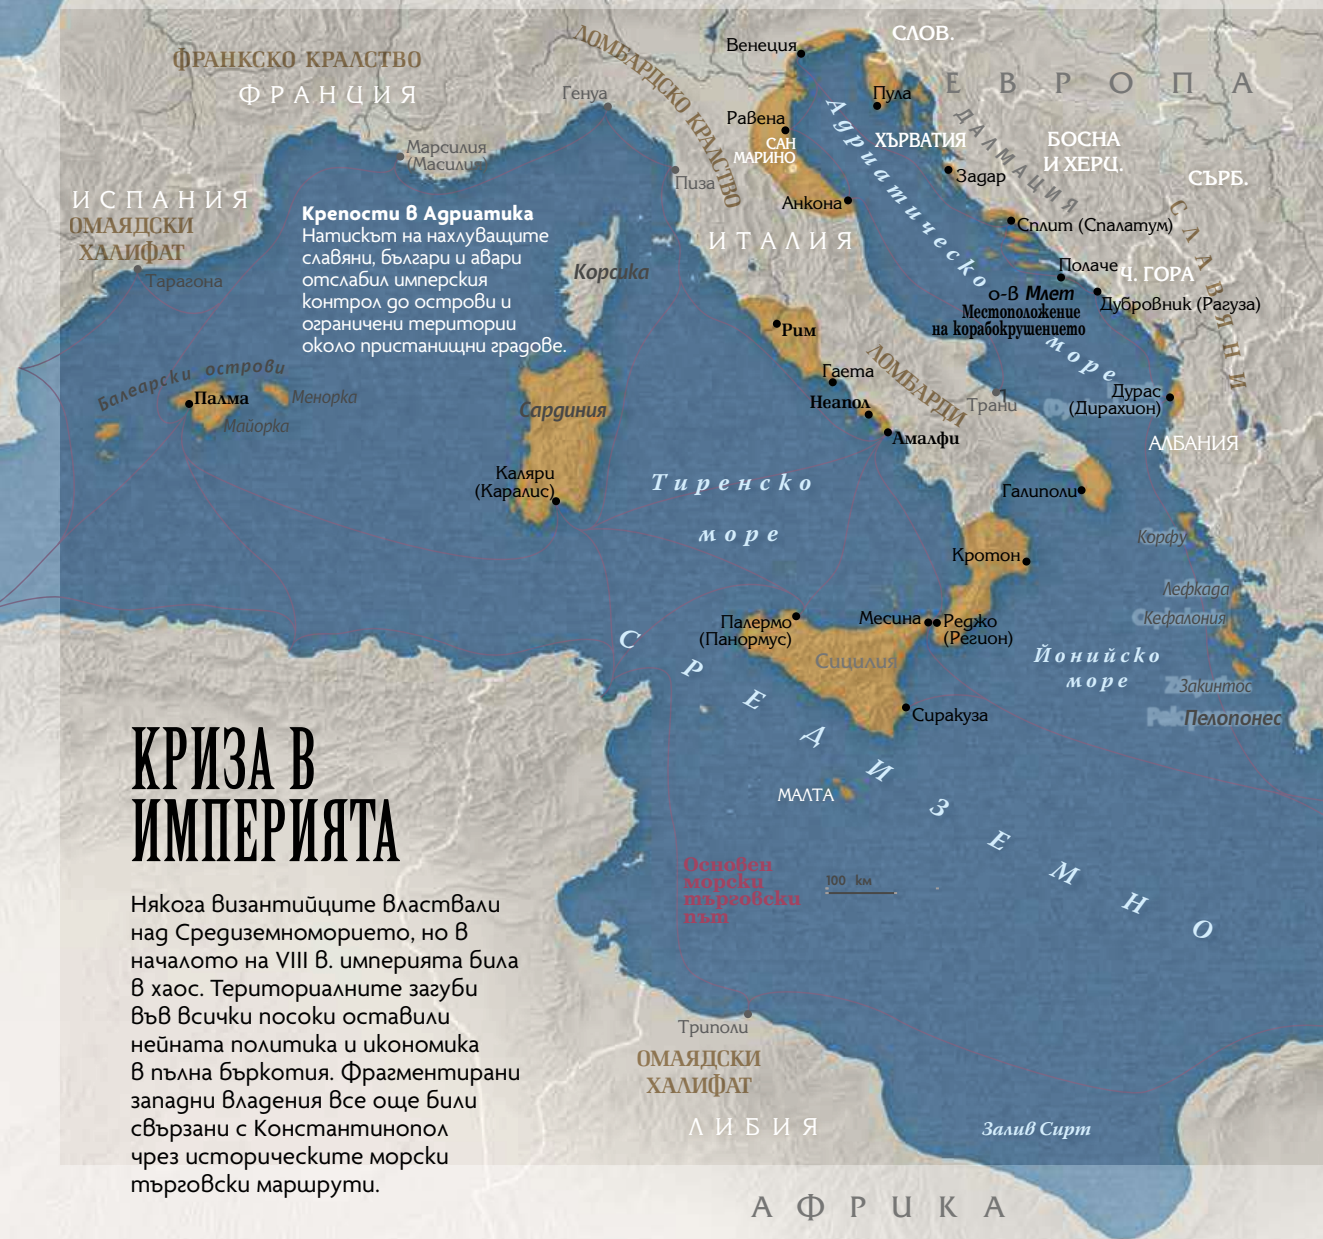 ФРАНКСКО КРАЛСТВО
ФРАНЦИЯ
ЛОМБАРДСКО КРАЛСТВО
Венеция
СЛОВ.
ЕВРОПА
Генуа
Пула
Равена
САН
МАРИНО
Адриатическо
море
ХЪРВАТИЯ
ДАЛМАЦИЯ
БОСНА
И ХЕРЦ.
СЪРБ.
СЛАВЯНИ
Марсилия
(Масилия)
Пиза
Задар
ИСПАНИЯ
ОМАЯДСКИ
ХАЛИФАТ
Тарагона
Анкона
ИТАЛИЯ
Сплит (Спалатум)
Полаче
Ч. ГОРА
о-в Млет
Местоположение
на корабокрушението
Дубровник (Рагуза)
Крепости в Адриатика
Натискът на нахлуващите
славяни, българи и авари
отслабил имперския
контрол до острови и
ограничени територии
около пристанищни градове.
Корсика
Рим
Гаета
Неапол
Амалфи
ЛОМБАРДИ
Трани
Дурас
(Дирахион)
АЛБАНИЯ
Балеарски острови
Палма
Менорка
Майорка
Сардиния
Каляри
(Каралис)
Тиренско
море
Галиполи
Кротон
Корфу
Лефкада
Кефалония
Закинтос
Пелопонес
Палермо
(Панормус)
Месина
Реджо
(Регион)
Сицилия
Сиракуза
Йонийско
море
СРЕДИЗЕМНО
МАЛТА
Основен
морски
търговски
път
100 км
КРИЗА В
ИМПЕРИЯТА
Някога византийците властвали
над Средиземноморието, но в
началото на VIII в. империята била
в хаос. Териториалните загуби
във всички посоки оставили
нейната политика и икономика
в пълна бъркотия. Фрагментирани
западни владения все още били
свързани с Константинопол
чрез историческите морски
търговски маршрути.
Триполи
ОМАЯДСКИ
ХАЛИФАТ
ЛИБИЯ
Залив Сирт
АФРИКА